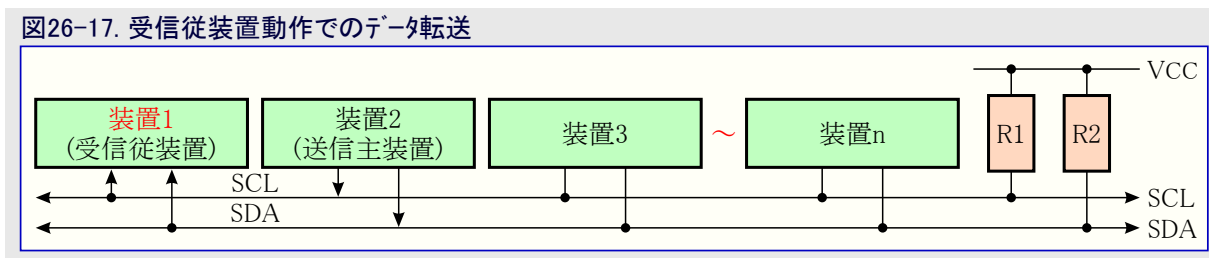 図26-17. 受信従装置動作でのﾃﾞｰﾀ転送
VCC
装置1
(受信従装置)
装置2
(送信主装置)
装置3
～
装置n
R1
R2
SCL
SCL
SDA
SDA